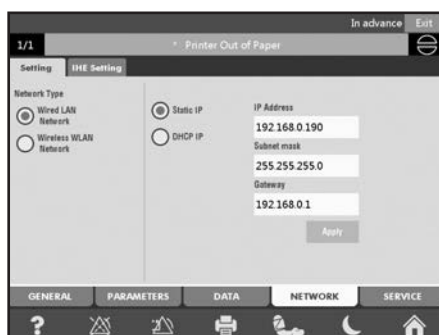 In advance Exit
1/1 * Printer Out of Paper
Setting IHE Setting
Network Type
Wired LAN
Network
Wireless WLAN
Network
Static IP
DHCP IP
IP Address
192.168.0.190
Subnet mask
255.255.255.0
Gateway
192.168.0.1
Apply
GENERAL PARAMETERS DATA NETWORK SERVICE
?